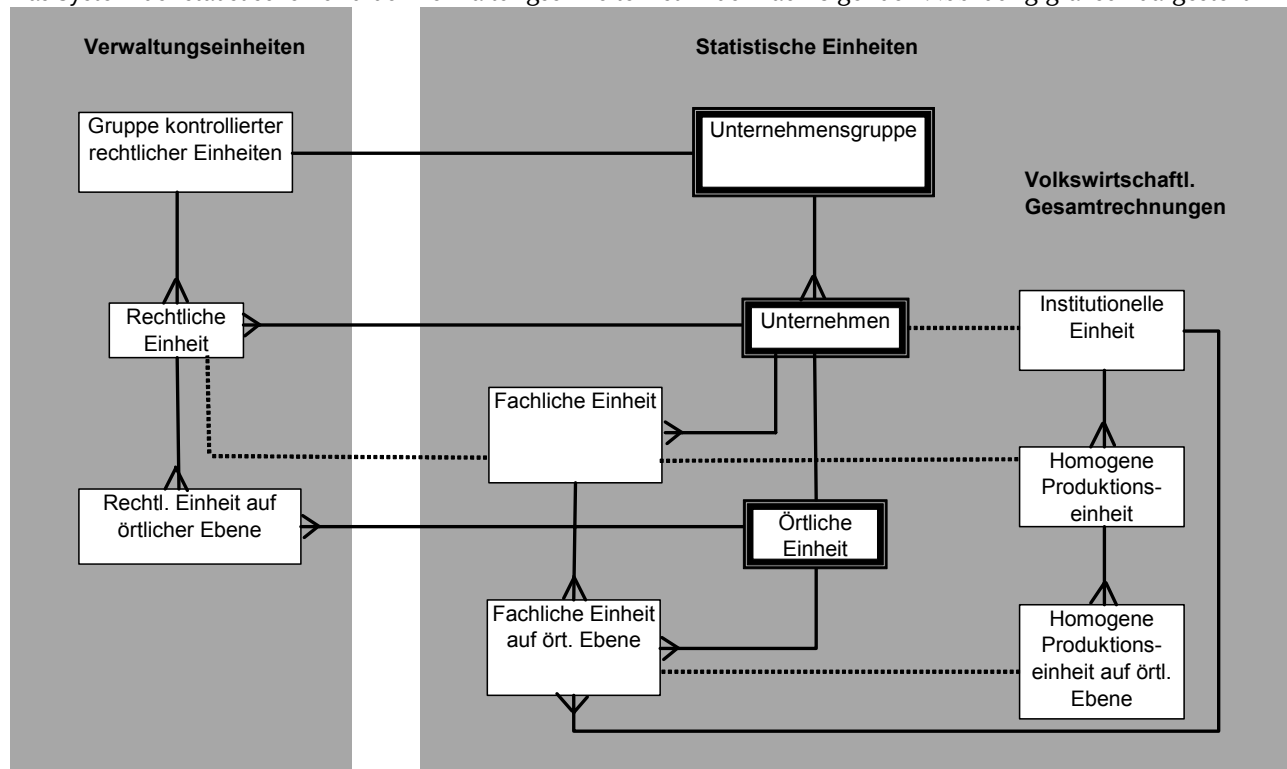 Verwaltungseinheiten
Statistische Einheiten
Gruppe kontrollierter
rechtlicher Einheiten
Unternehmensgruppe
Volkswirtschaftl.
Gesamtrechnungen
Rechtliche
Einheit
Unternehmen
Institutionelle
Einheit
Fachliche Einheit
Homogene
Produktions-
einheit
Rechtl. Einheit auf
örtlicher Ebene
Örtliche
Einheit
Fachliche Einheit
auf ört. Ebene
Homogene
Produktions-
einheit auf örtl.
Ebene